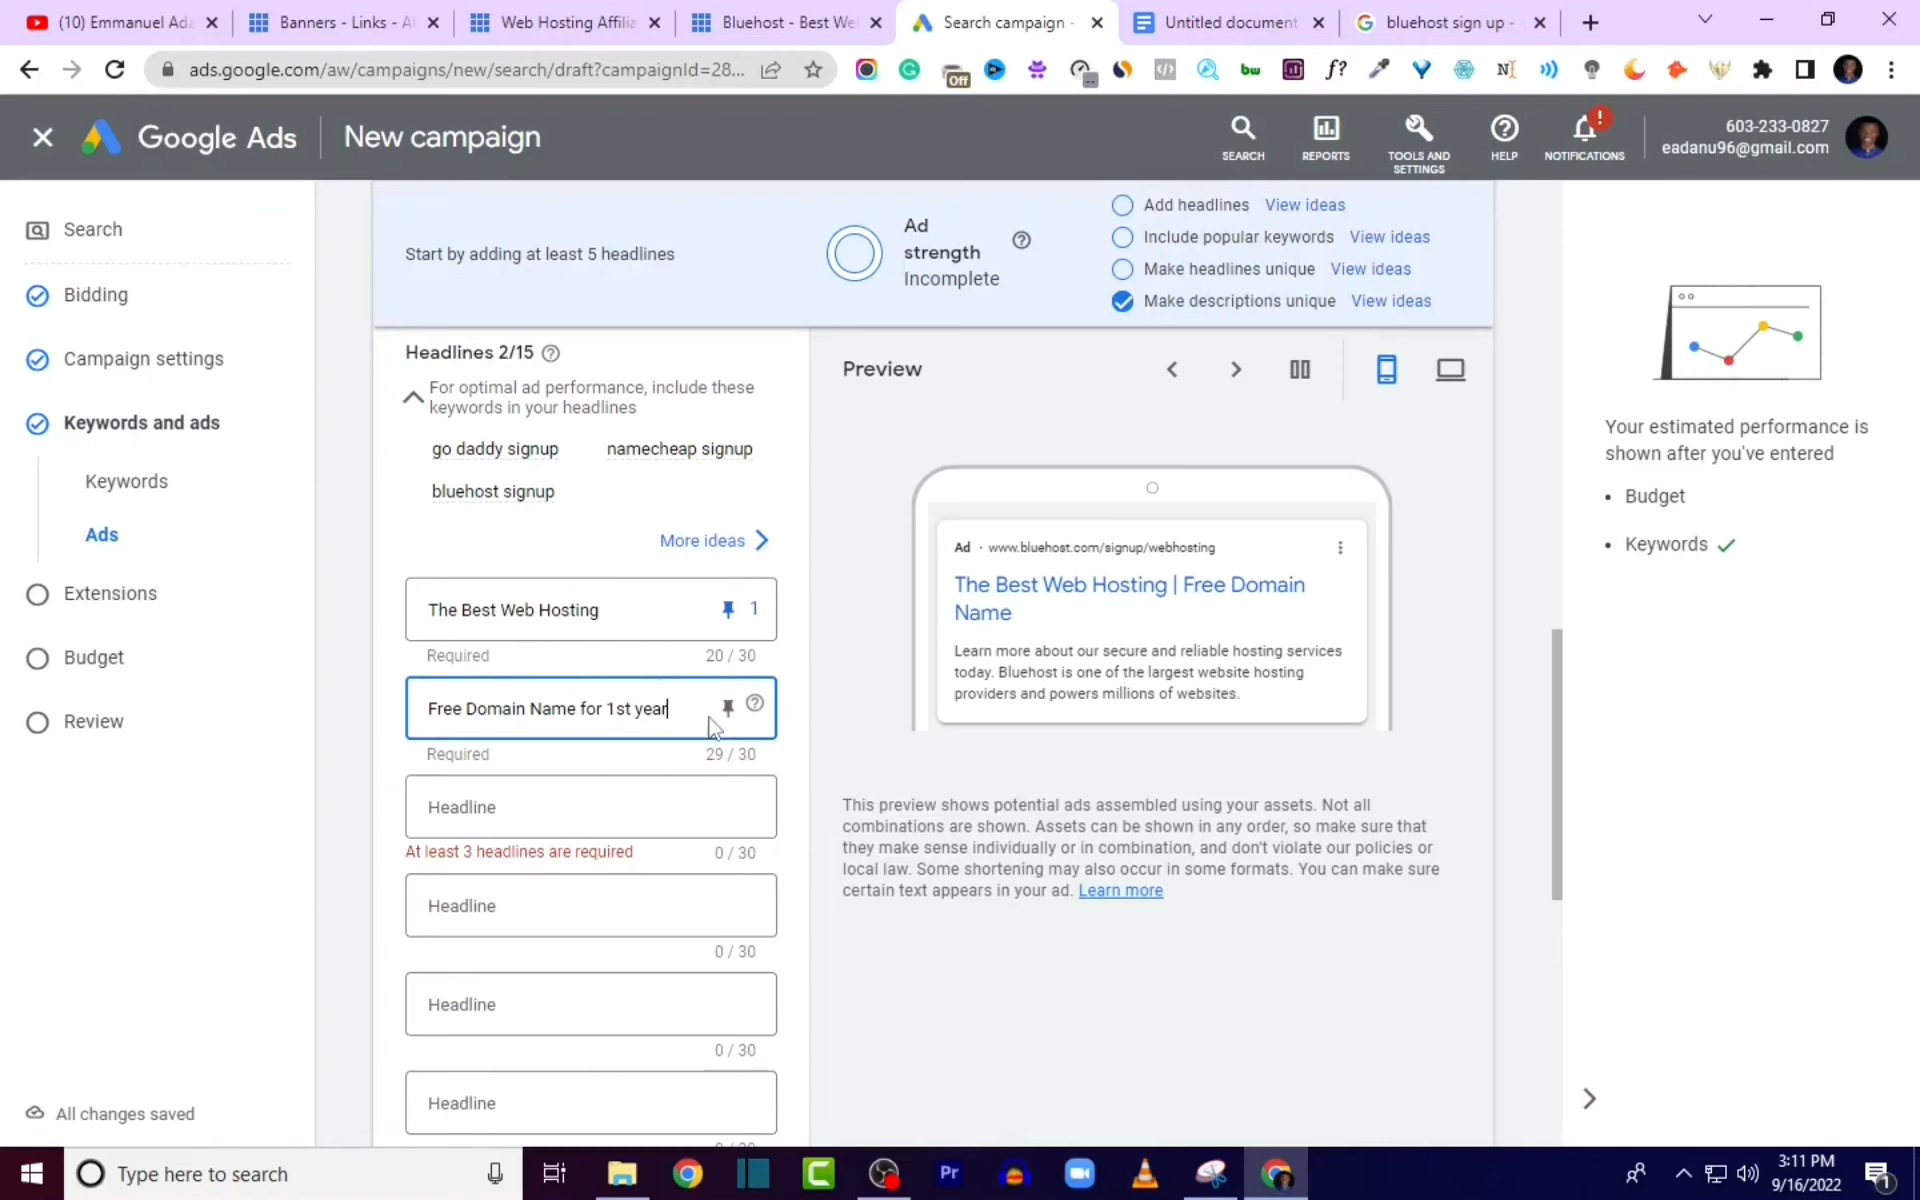 (10) Emmanuel Ada
Banners - Links - A
Web Hosting Affilia
Bluehost - Best We
Search campaign -
Untitled document
bluehost sign up -
ads.google.com/aw/campaigns/new/search/draft?campaignId=28...
Off
bw
f?
Google Ads
New campaign
SEARCH
REPORTS
TOOLS AND
SETTINGS
HELP
NOTIFICATIONS
603-233-0827
eadanu96@gmail.com
Search
Bidding
Campaign settings
Keywords and ads
Keywords
Ads
Extensions
Budget
Review
All changes saved
Start by adding at least 5 headlines
Ad
strength
Incomplete
Add headlines View ideas
Include popular keywords View ideas
Make headlines unique View ideas
Make descriptions unique View ideas
Headlines 2/15
For optimal ad performance, include these
keywords in your headlines
go daddy signup
namecheap signup
bluehost signup
More ideas
The Best Web Hosting
1
Required
20 / 30
Free Domain Name for 1st year
Required
29 / 30
Headline
At least 3 headlines are required
0 / 30
Headline
0 / 30
Headline
0 / 30
Headline
Preview
Ad · www.bluehost.com/signup/webhosting
The Best Web Hosting | Free Domain
Name
Learn more about our secure and reliable hosting services
today. Bluehost is one of the largest website hosting
providers and powers millions of websites.
This preview shows potential ads assembled using your assets. Not all
combinations are shown. Assets can be shown in any order, so make sure that
they make sense individually or in combination, and don't violate our policies or
local law. Some shortening may also occur in some formats. You can make sure
certain text appears in your ad. Learn more
Your estimated performance is
shown after you've entered
• Budget
• Keywords
Type here to search
Pr
3:11 PM
9/16/2022
1